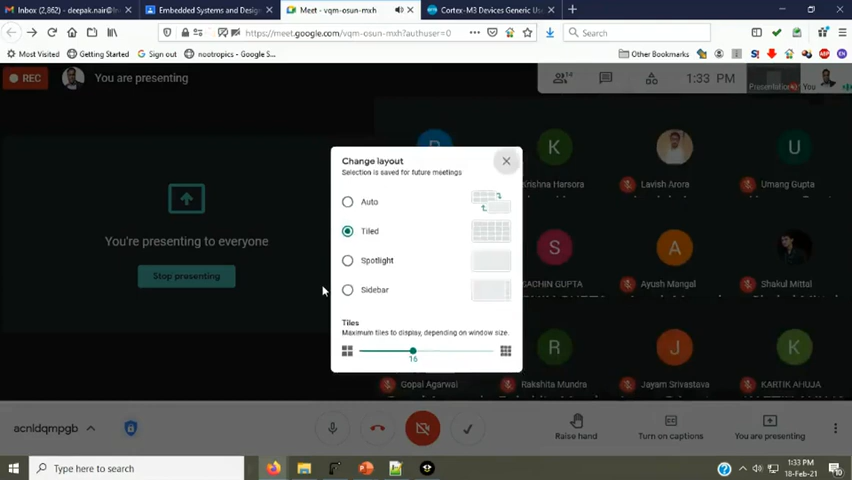 Inbox (2,862) - deepak.nair@ln
Embedded Systems and Desig
Meet - vqm-osun-mxh
Cortex-M3 Devices Generic Use
https://meet.google.com/vqm-osun-mxh?authuser=0
Search
Most Visited
Getting Started
Sign out
nootropics - Google S...
Other Bookmarks
REC
You are presenting
14
1:33 PM
Presentation
You
Change layout
Selection is saved for future meetings
Auto
Tiled
Spotlight
Sidebar
Tiles
Maximum tiles to display, depending on window size.
16
You're presenting to everyone
Stop presenting
K
U
Krishna Harsora
Lavish Arora
Umang Gupta
S
A
SACHIN GUPTA
Ayush Mangal
Shakul Mittal
R
J
K
Gopal Agarwal
Rakshita Mundra
Jayam Srivastava
KARTIK AHUJA
acnldqmpgb
Raise hand
Turn on captions
You are presenting
Type here to search
1:33 PM
18-Feb-21